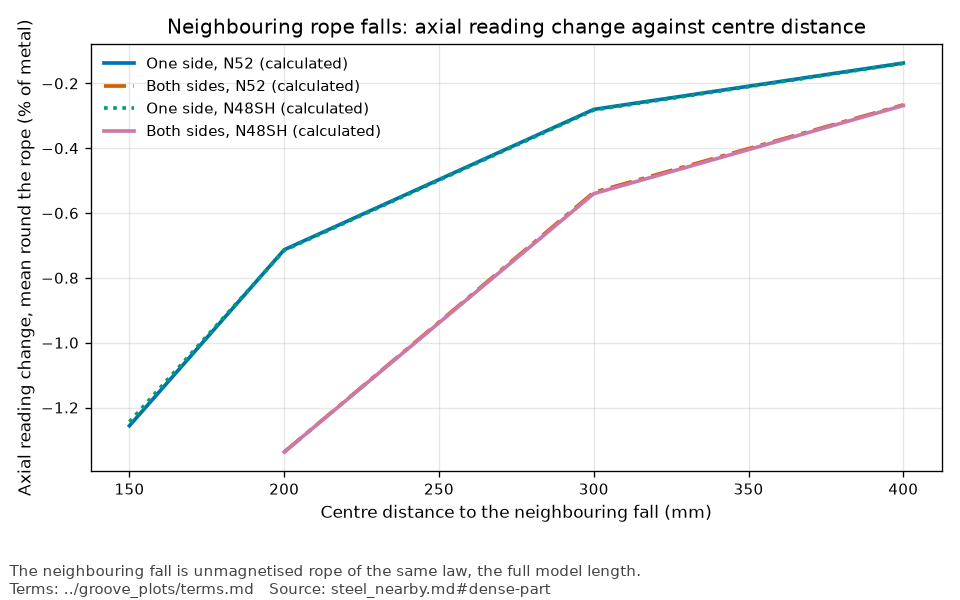 Neighbouring rope falls: axial reading change against centre distance
Axial reading change, mean round the rope (% of metal)
One side, N52 (calculated)
Both sides, N52 (calculated)
One side, N48SH (calculated)
Both sides, N48SH (calculated)
−0.2
−0.4
−0.6
−0.8
−1.0
−1.2
150 200 250 300 350 400
Centre distance to the neighbouring fall (mm)
The neighbouring fall is unmagnetised rope of the same law, the full model length.
Terms: ../groove_plots/terms.md Source: steel_nearby.md#dense-part